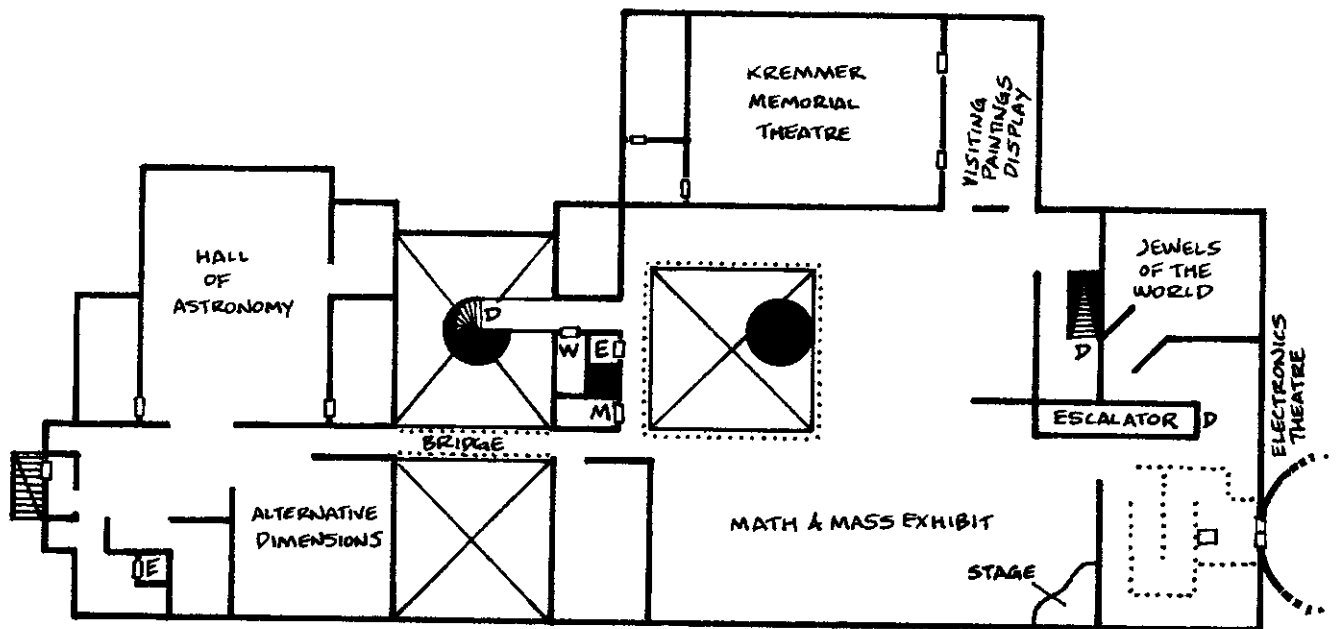 KREMMER
MEMORIAL
THEATRE
VISITING
PAINTINGS
DISPLAY
HALL
OF
ASTRONOMY
JEWELS
OF THE
WORLD
D
W
E
D
M
ESCALATOR
D
ELECTRONICS
THEATRE
BRIDGE
ALTERNATIVE
DIMENSIONS
MATH & MASS EXHIBIT
E
STAGE